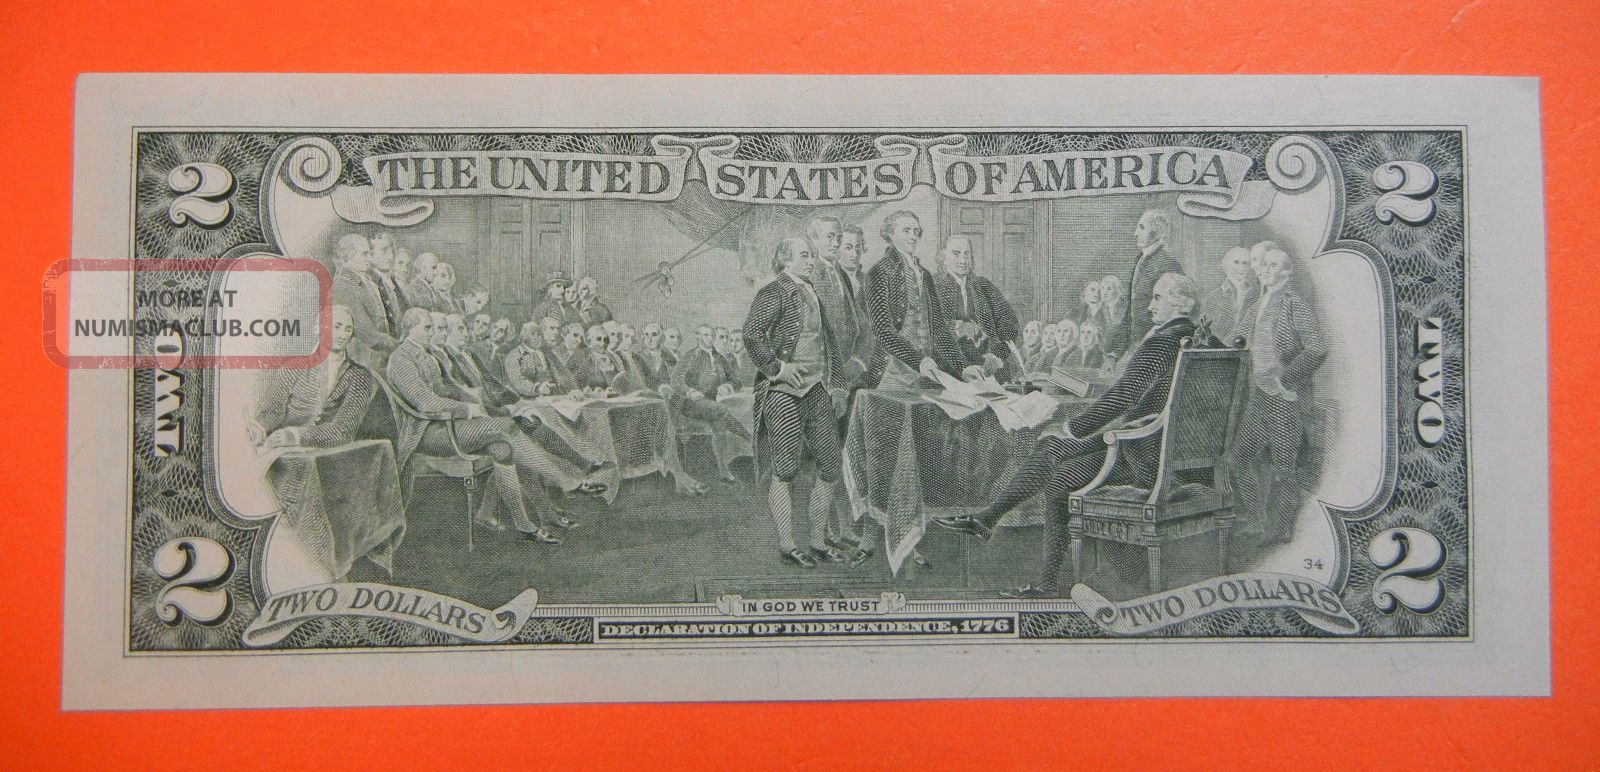 THE UNITED STATES OF AMERICA
2
2
MORE AT
NUMISMACLUB.COM
TWO
TWO
34
2
2
TWO DOLLARS
TWO DOLLARS
IN GOD WE TRUST
DECLARATION OF INDEPENDENCE, 1776